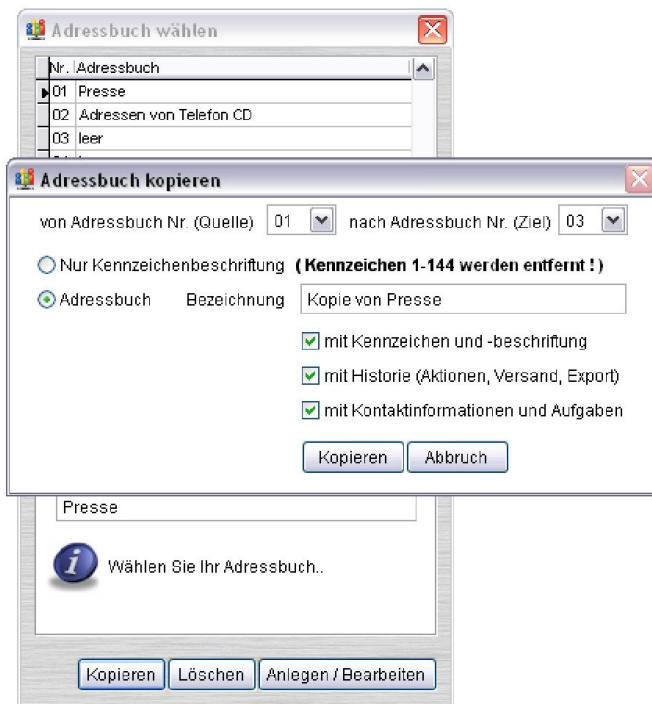 Adressbuch wählen
Nr. Adressbuch
01 Presse
02 Adressen von Telefon CD
03 leer
Adressbuch kopieren
von Adressbuch Nr. (Quelle) 01 nach Adressbuch Nr. (Ziel) 03
Nur Kennzeichenbeschriftung ( Kennzeichen 1-144 werden entfernt ! )
Adressbuch Bezeichnung Kopie von Presse
mit Kennzeichen und -beschriftung
mit Historie (Aktionen, Versand, Export)
mit Kontaktinformationen und Aufgaben
Kopieren Abbruch
Presse
Wählen Sie Ihr Adressbuch..
Kopieren Löschen Anlegen / Bearbeiten